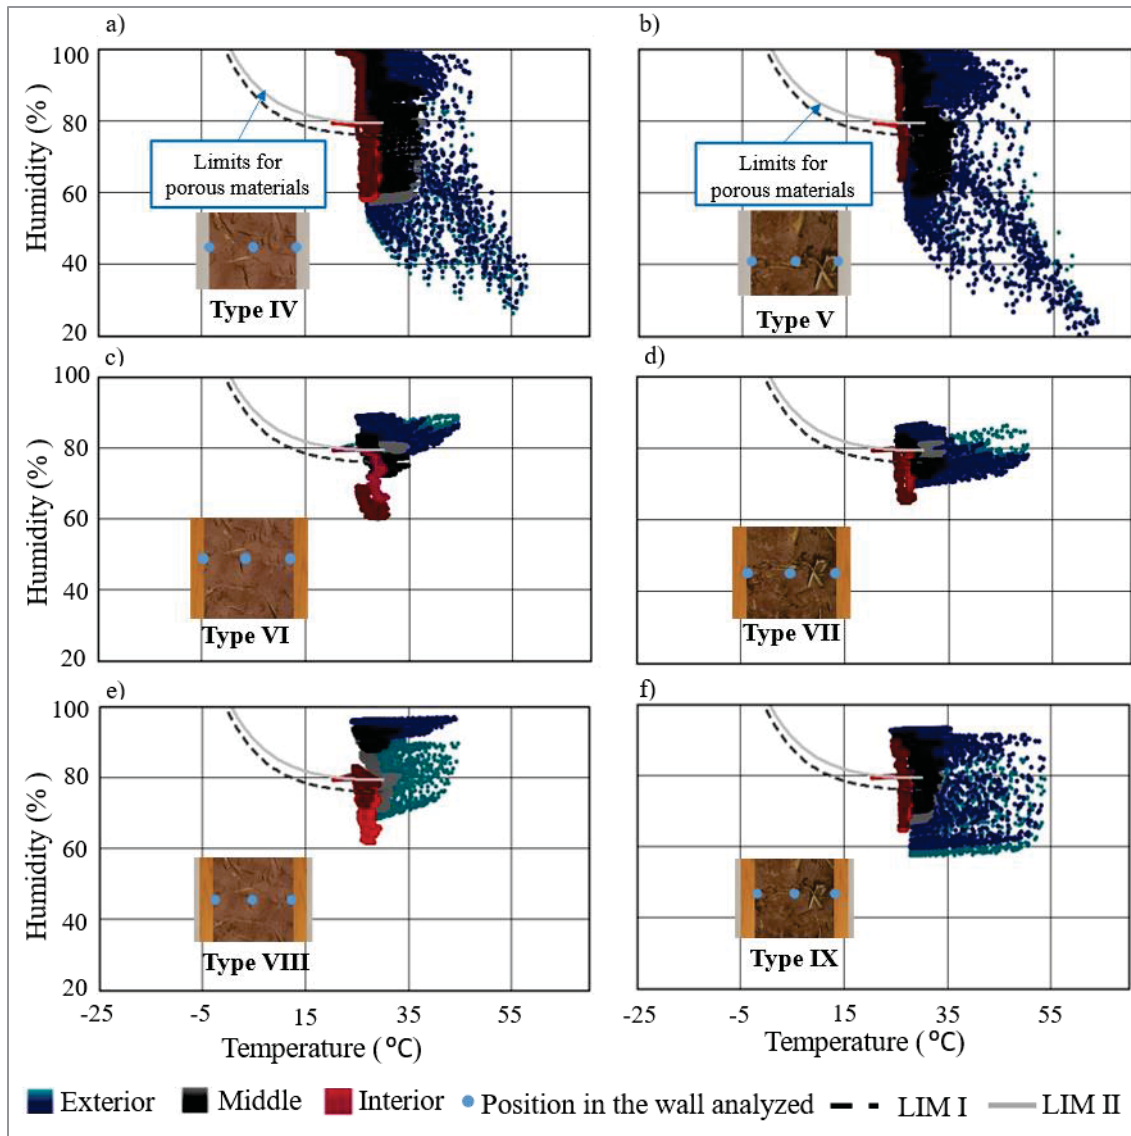 a)
b)
100
80
60
40
20
Humidity (%)
Limits for
porous materials
Type IV
100
80
60
40
20
Humidity (%)
Limits for
porous materials
Type V
c)
d)
100
80
60
40
20
Humidity (%)
Type VI
100
80
60
40
20
Humidity (%)
Type VII
e)
f)
100
80
60
40
20
Humidity (%)
Type VIII
-25 -5 15 35 55
Temperature (°C)
100
80
60
40
20
Humidity (%)
Type IX
-25 -5 15 35 55
Temperature (°C)
Exterior Middle Interior Position in the wall analyzed LIM I LIM II